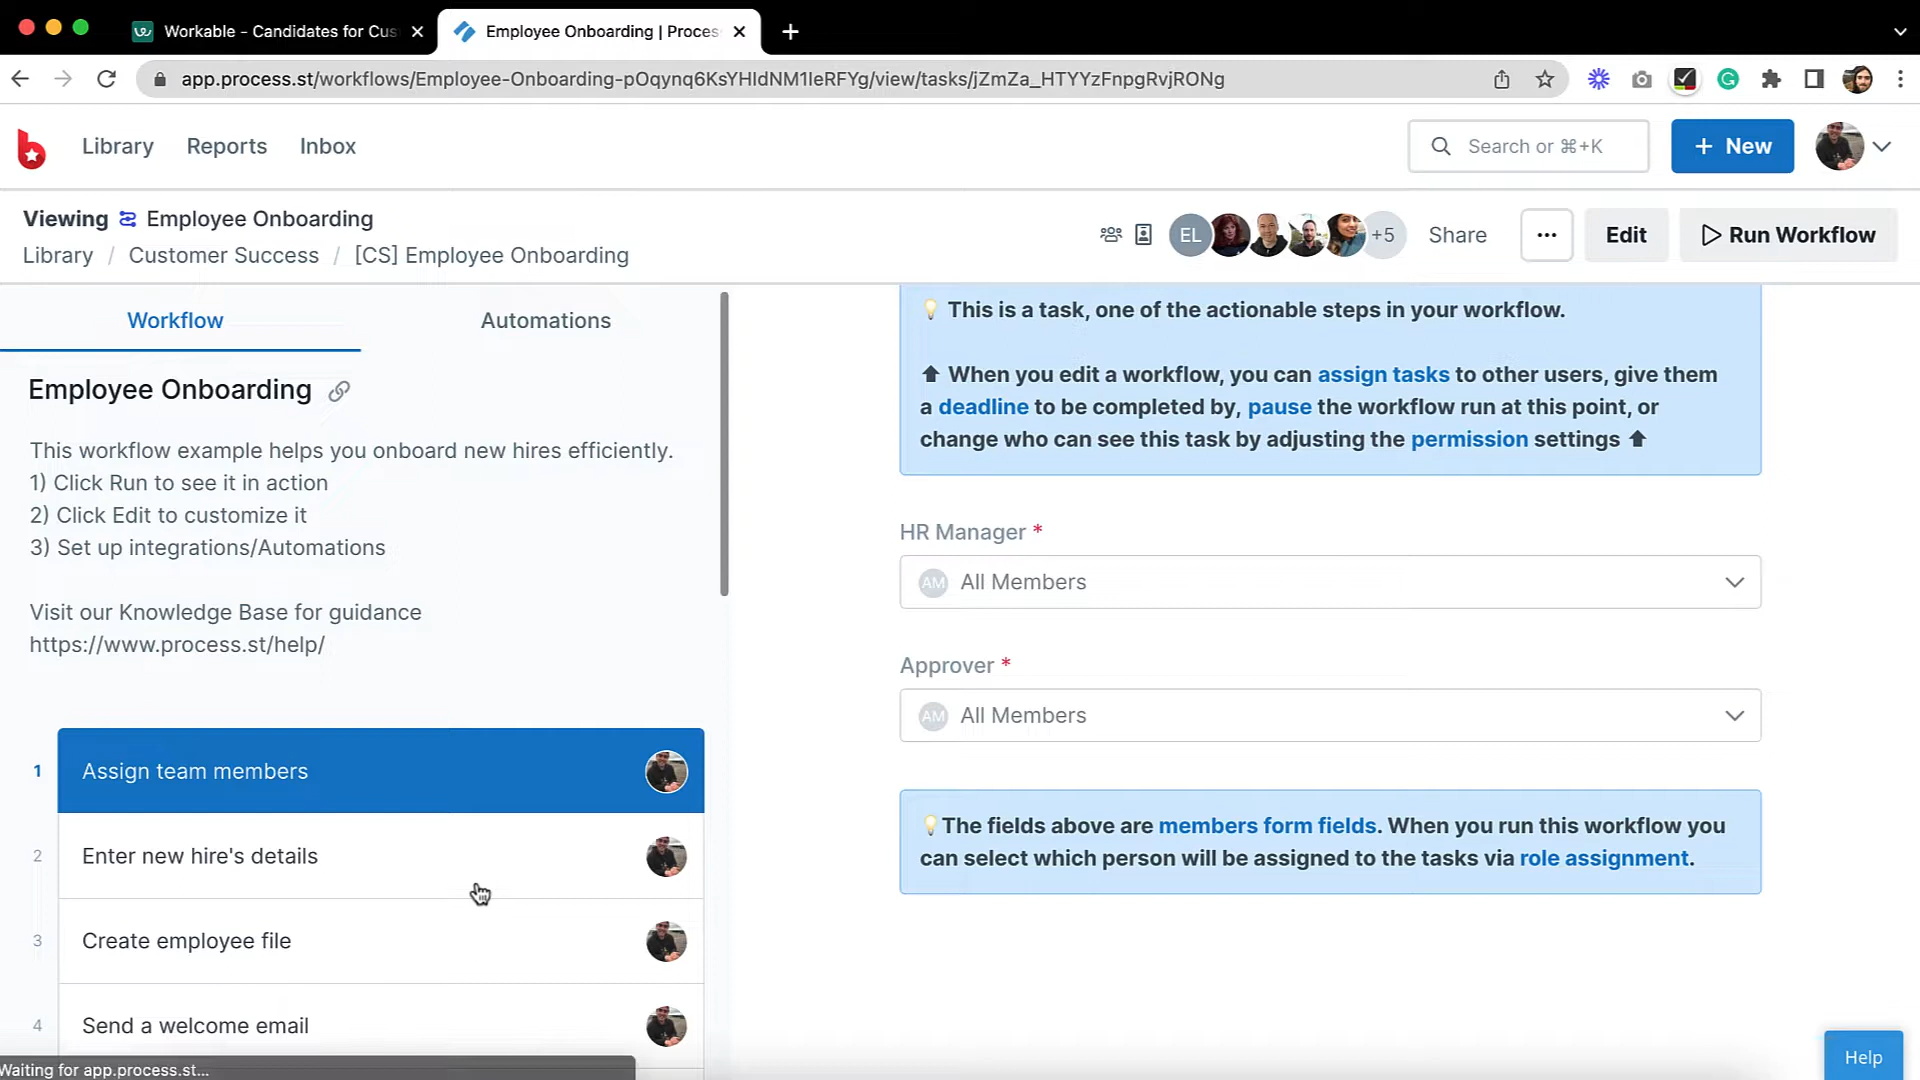 Workable - Candidates for Cus
Employee Onboarding | Proces
app.process.st/workflows/Employee-Onboarding-pOqynq6KsYHIdNM1IeRFYg/view/tasks/jZmZa_HTYYzFnpgRvjRONg
Library
Reports
Inbox
Search or ⌘+K
+ New
Viewing Employee Onboarding
Library / Customer Success / [CS] Employee Onboarding
EL
+5
Share
Edit
Run Workflow
Workflow
Automations
Employee Onboarding
This workflow example helps you onboard new hires efficiently.
1) Click Run to see it in action
2) Click Edit to customize it
3) Set up integrations/Automations
Visit our Knowledge Base for guidance
https://www.process.st/help/
1 Assign team members
2 Enter new hire's details
3 Create employee file
4 Send a welcome email
Waiting for app.process.st...
This is a task, one of the actionable steps in your workflow.
When you edit a workflow, you can assign tasks to other users, give them
a deadline to be completed by, pause the workflow run at this point, or
change who can see this task by adjusting the permission settings
HR Manager *
AM All Members
Approver *
AM All Members
The fields above are members form fields. When you run this workflow you
can select which person will be assigned to the tasks via role assignment.
Help